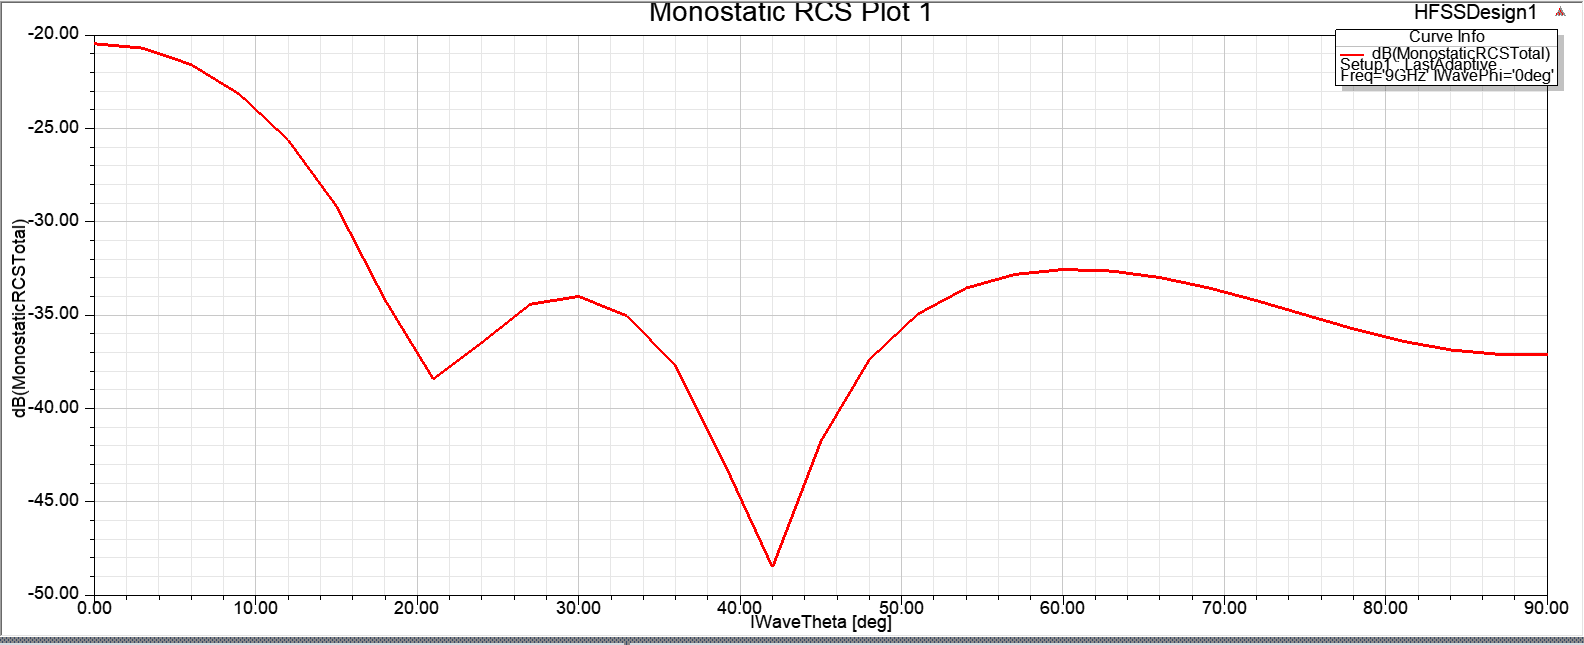 Monostatic RCS Plot 1
HFSSDesign1
Curve Info
dB(MonostaticRCSTotal)
Setup1 : LastAdaptive
Freq='9GHz' IWavePhi='0deg'
dB(MonostaticRCSTotal)
-20.00
-25.00
-30.00
-35.00
-40.00
-45.00
-50.00
0.00 10.00 20.00 30.00 40.00 50.00 60.00 70.00 80.00 90.00
IWaveTheta [deg]